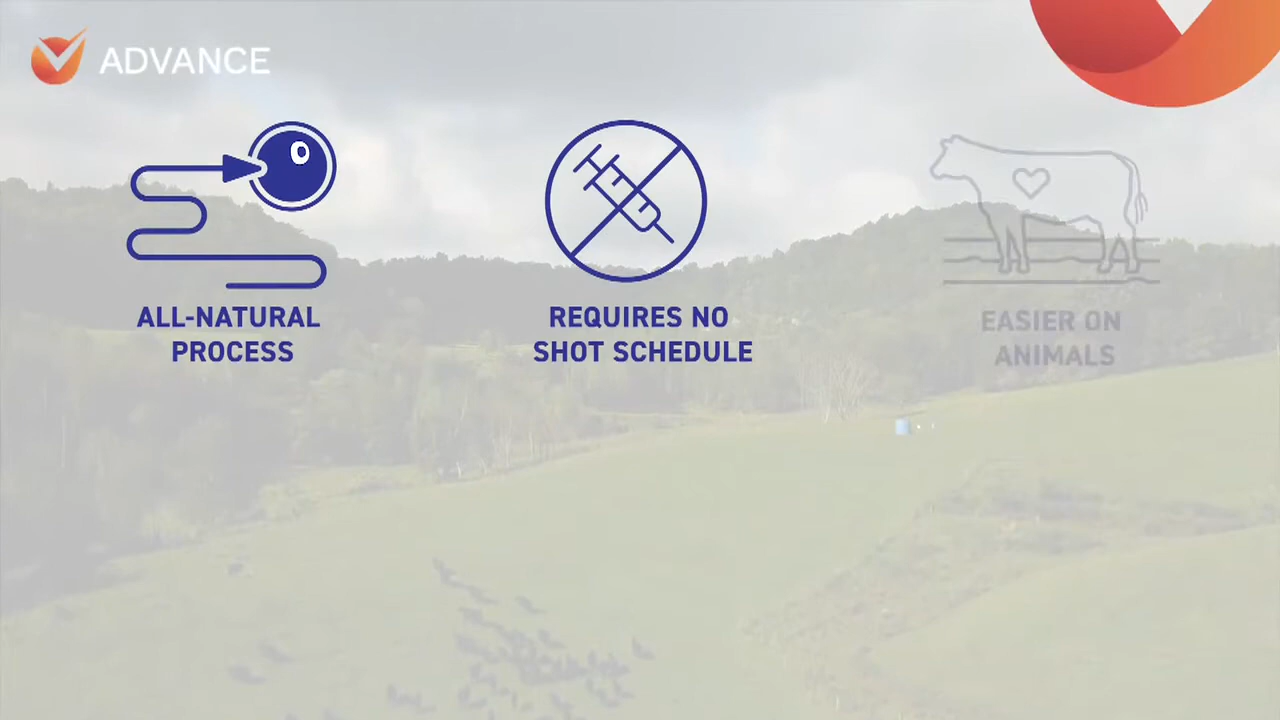 ADVANCE
ALL-NATURAL
PROCESS
REQUIRES NO
SHOT SCHEDULE
EASIER ON
ANIMALS